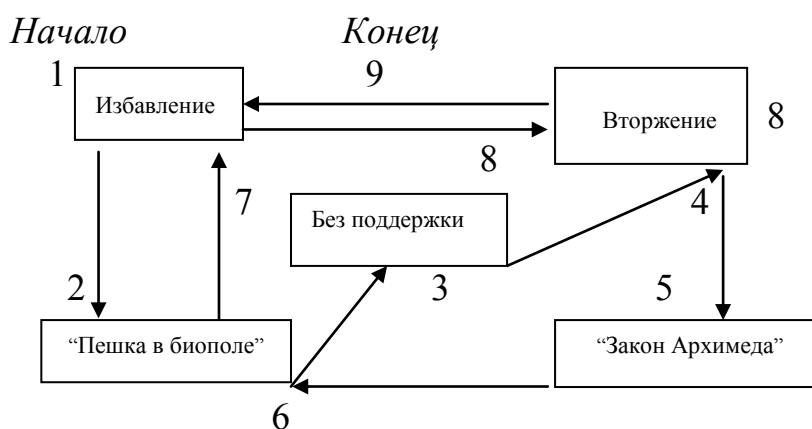 Начало Конец
1 Избавление 9 Вторжение 8
8
7 Без поддержки 4
2 3 5
“Пешка в биополе” “Закон Архимеда”
6